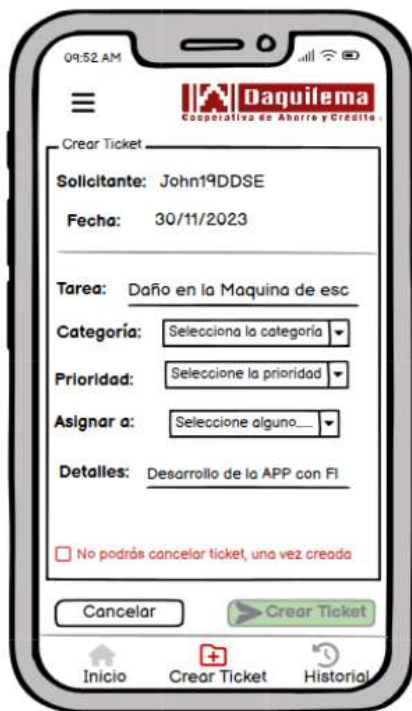 09:52 AM
Daquilema
Cooperativa de Ahorro y Crédito
Crear Ticket
Solicitante: John19DDSE
Fecha: 30/11/2023
Tarea: Daño en la Maquina de esc
Categoría: Selecciona la categoría
Prioridad: Seleccione la prioridad
Asignar a: Seleccione alguno__
Detalles: Desarrollo de la APP con Fl
No podrás cancelar ticket, una vez creada
Cancelar Crear Ticket
Inicio Crear Ticket Historial